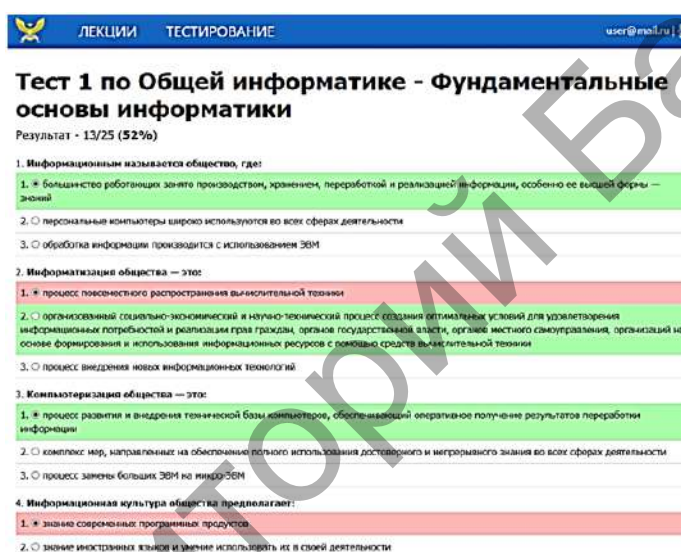 ЛЕКЦИИ ТЕСТИРОВАНИЕ user@mail.ru |
Тест 1 по Общей информатике - Фундаментальные
основы информатики
Результат - 13/25 (52%)
1. Информационным называется общество, где:
1. большинство работающих занято производством, хранением, переработкой и реализацией информации, особенно ее высшей формы —
знаний
2. персональные компьютеры широко используются во всех сферах деятельности
3. обработка информации производится с использованием ЭВМ
2. Информатизация общества — это:
1. процесс повсеместного распространения вычислительной техники
2. организованный социально-экономический и научно-технический процесс создания оптимальных условий для удовлетворения
информационных потребностей и реализации прав граждан, органов государственной власти, органов местного самоуправления, организаций на
основе формирования и использования информационных ресурсов с помощью средств вычислительной техники
3. процесс внедрения новых информационных технологий
3. Компьютеризация общества — это:
1. процесс развития и внедрения технической базы компьютеров, обеспечивающий оперативное получение результатов переработки
информации
2. комплекс мер, направленных на обеспечение полного использования достоверного и непрерывного знания во всех сферах деятельности
3. процесс замены больших ЭВМ на микро-ЭВМ
4. Информационная культура общества предполагает:
1. знание современных программных продуктов
2. знание иностранных языков и умение использовать их в своей деятельности